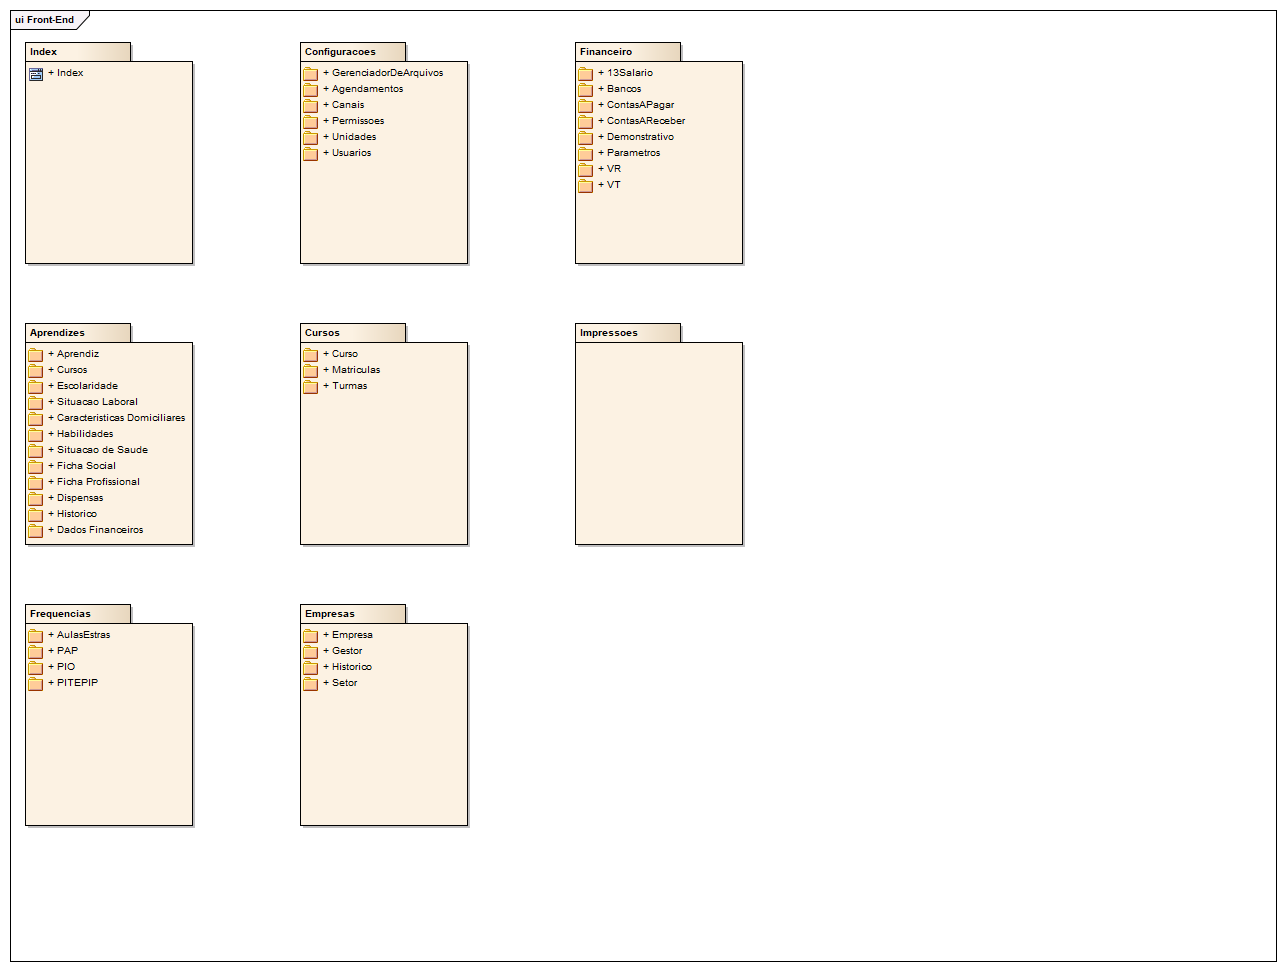 ui Front-End
Index
+ Index
Configuracoes
+ GerenciadorDeArquivos
+ Agendamentos
+ Canais
+ Permissoes
+ Unidades
+ Usuarios
Financeiro
+ 13Salario
+ Bancos
+ ContasAPagar
+ ContasAReceber
+ Demonstrativo
+ Parametros
+ VR
+ VT
Aprendizes
+ Aprendiz
+ Cursos
+ Escolaridade
+ Situacao Laboral
+ Caracteristicas Domiciliares
+ Habilidades
+ Situacao de Saude
+ Ficha Social
+ Ficha Profissional
+ Dispensas
+ Historico
+ Dados Financeiros
Cursos
+ Curso
+ Matriculas
+ Turmas
Impressoes
Frequencias
+ AulasEstras
+ PAP
+ PIO
+ PITEPIP
Empresas
+ Empresa
+ Gestor
+ Historico
+ Setor